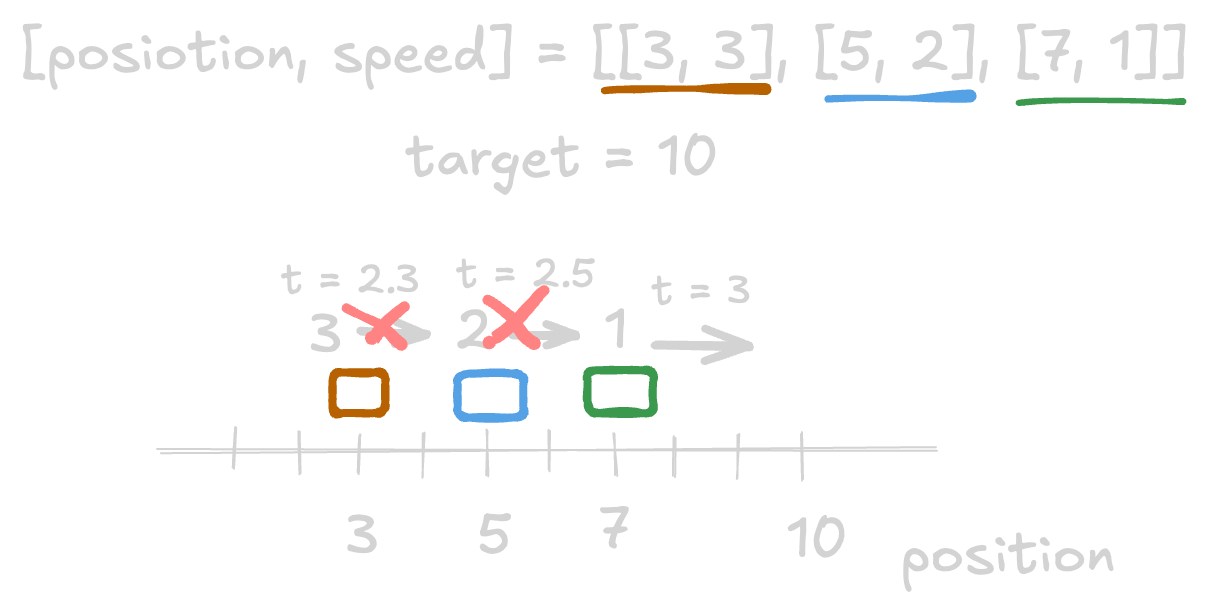 [posiotion, speed] = [[3, 3], [5, 2], [7, 1]]
target = 10
t = 2.3 t = 2.5 t = 3
3 2 1
3 5 7 10 position